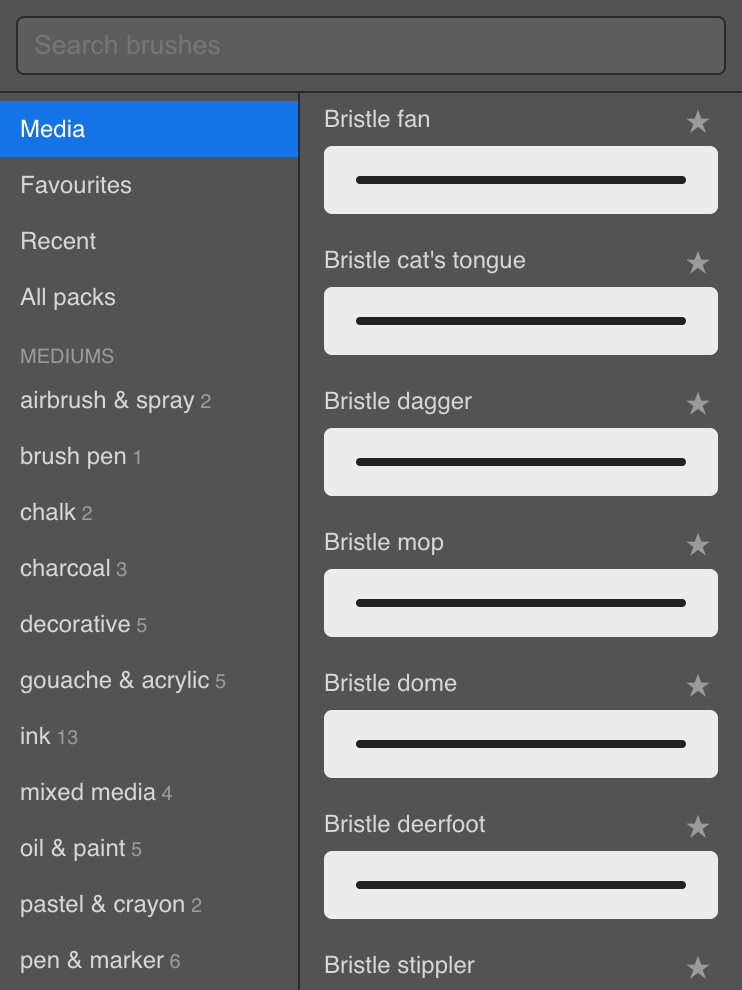 Search brushes
Media
Favourites
Recent
All packs
MEDIUMS
airbrush & spray 2
brush pen 1
chalk 2
charcoal 3
decorative 5
gouache & acrylic 5
ink 13
mixed media 4
oil & paint 5
pastel & crayon 2
pen & marker 6
Bristle fan
Bristle cat's tongue
Bristle dagger
Bristle mop
Bristle dome
Bristle deerfoot
Bristle stippler